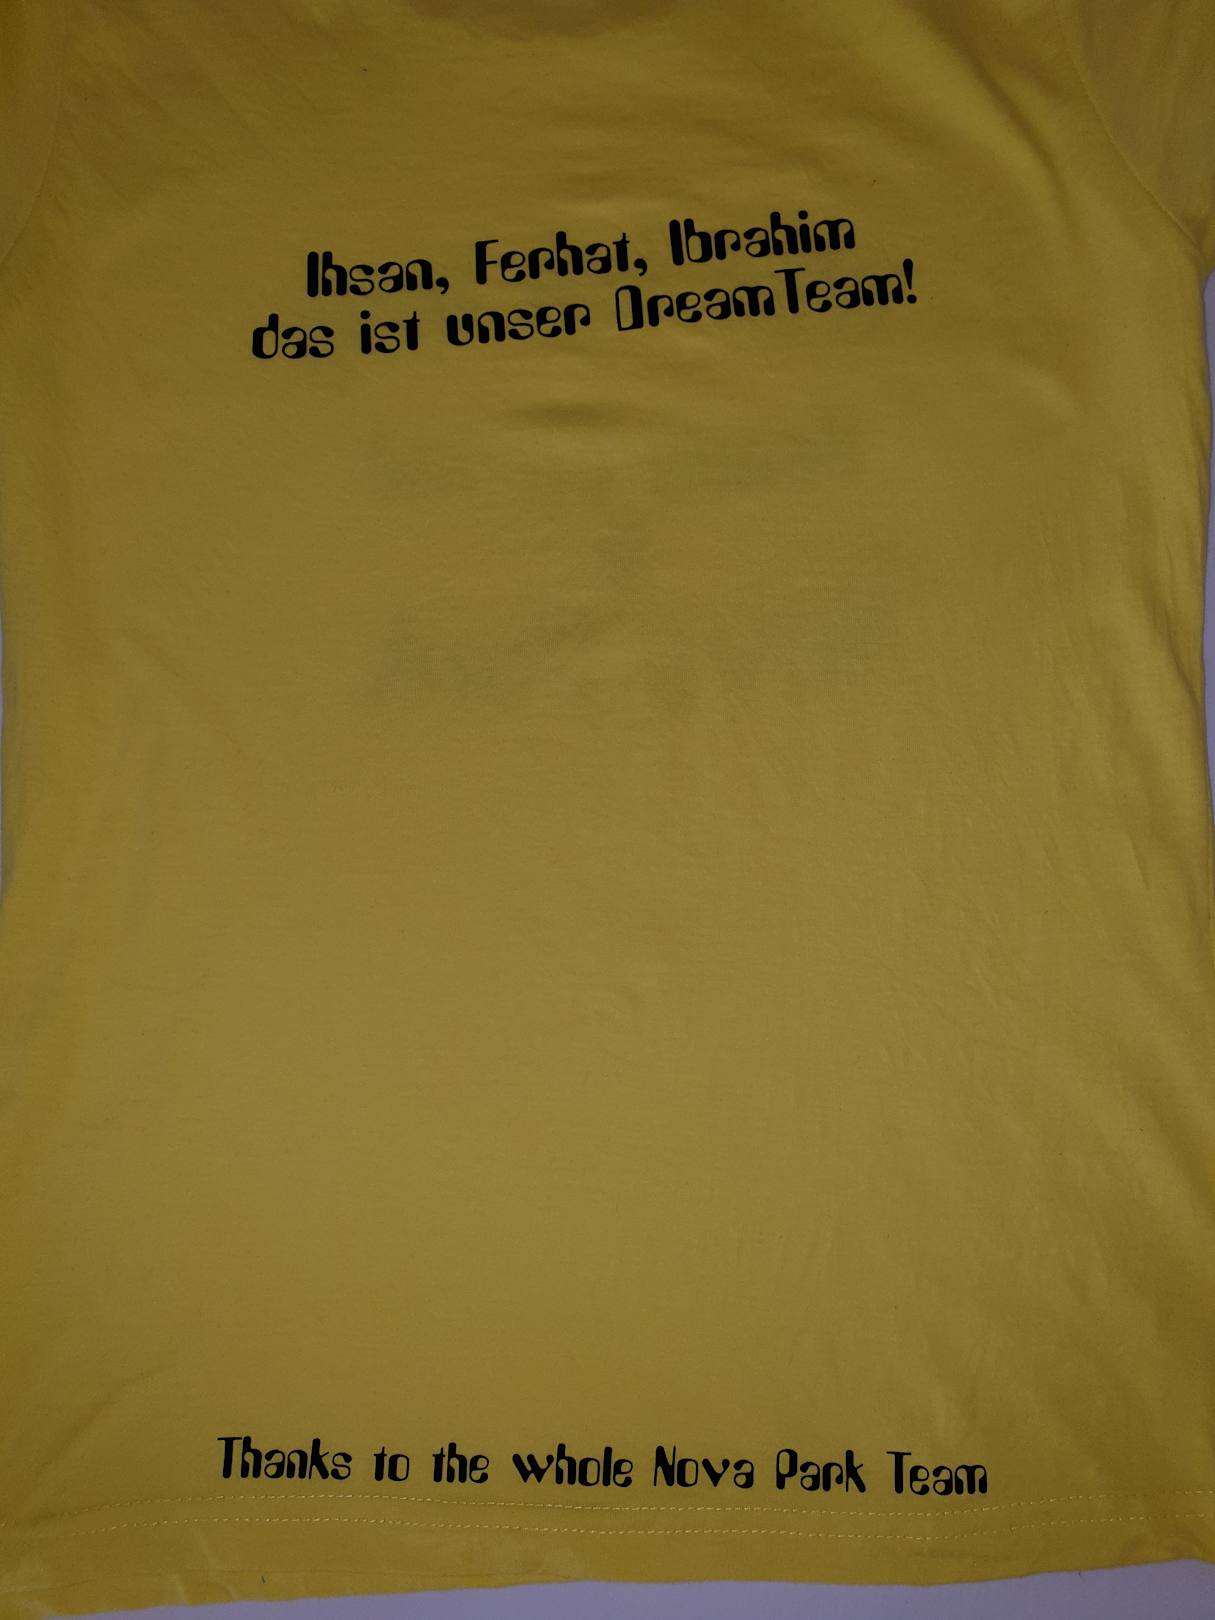 Ihsan, Ferhat, Ibrahim
das ist unser DreamTeam!
Thanks to the whole Nova Park Team